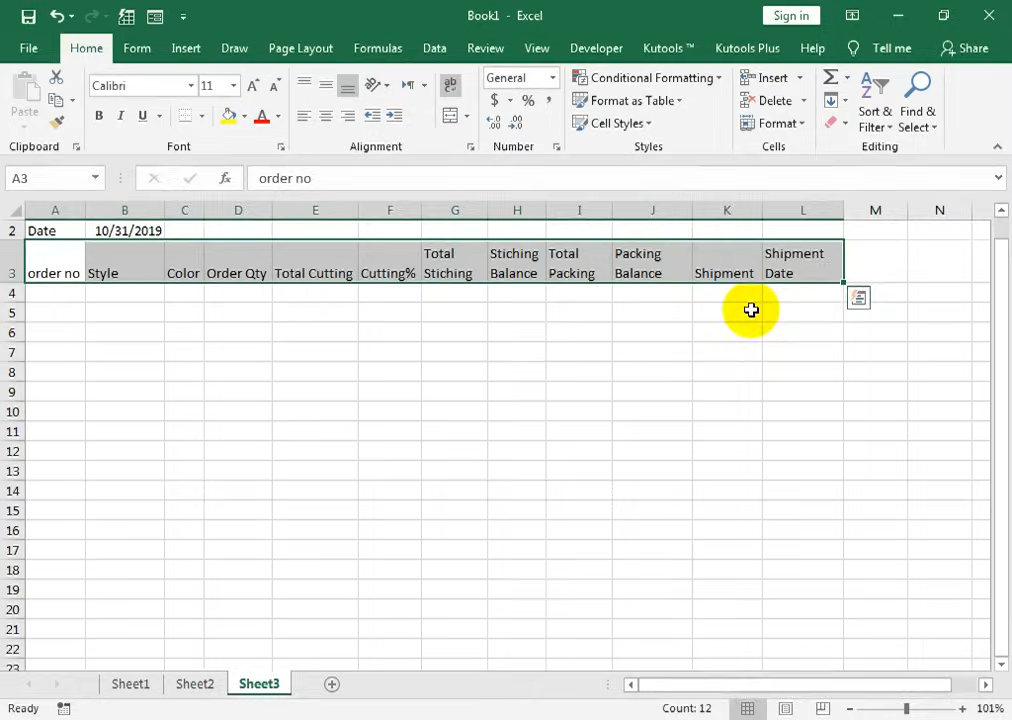 Book1 - Excel
Sign in
File Home Form Insert Draw Page Layout Formulas Data Review View Developer Kutools ™ Kutools Plus Help Tell me Share
Paste
Calibri 11
B I U A
ab
General
$ % ,
Conditional Formatting
Format as Table
Cell Styles
Insert
Delete
Format
Sort & Filter
Find & Select
Clipboard Font Alignment Number Styles Cells Editing
A3 fx order no
A B C D E F G H I J K L M N
2 Date 10/31/2019
3 order no Style Color Order Qty Total Cutting Cutting% Total Stiching Stiching Balance Total Packing Packing Balance Shipment Shipment Date
4
5
6
7
8
9
10
11
12
13
14
15
16
17
18
19
20
21
22
23
Sheet1 Sheet2 Sheet3
Ready Count: 12 101%